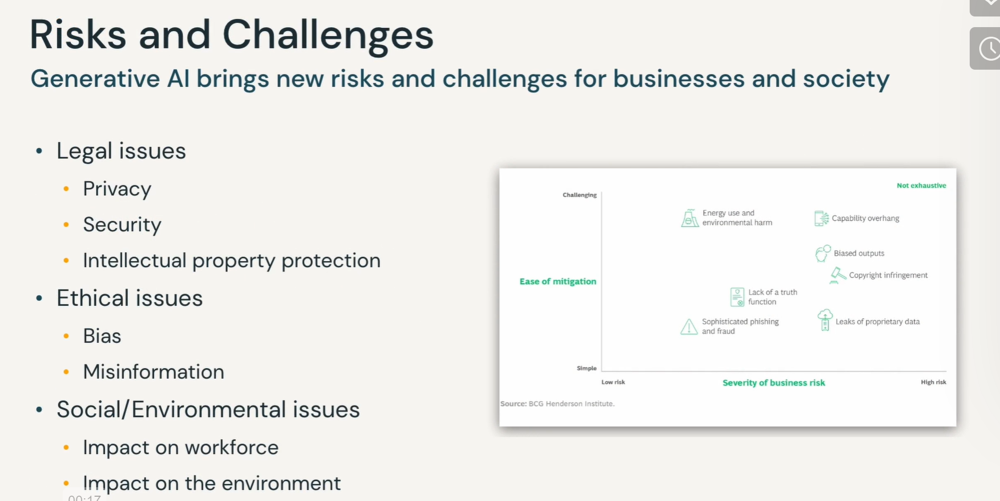 Risks and Challenges
Generative AI brings new risks and challenges for businesses and society
• Legal issues
• Privacy
• Security
• Intellectual property protection
• Ethical issues
• Bias
• Misinformation
• Social/Environmental issues
• Impact on workforce
• Impact on the environment
00:17
Not exhaustive
Challenging
Energy use and
environmental harm
Capability overhang
Biased outputs
Copyright infringement
Ease of mitigation
Lack of a truth
function
Sophisticated phishing
and fraud
Leaks of proprietary data
Simple
Low risk
Severity of business risk
High risk
Source: BCG Henderson Institute.